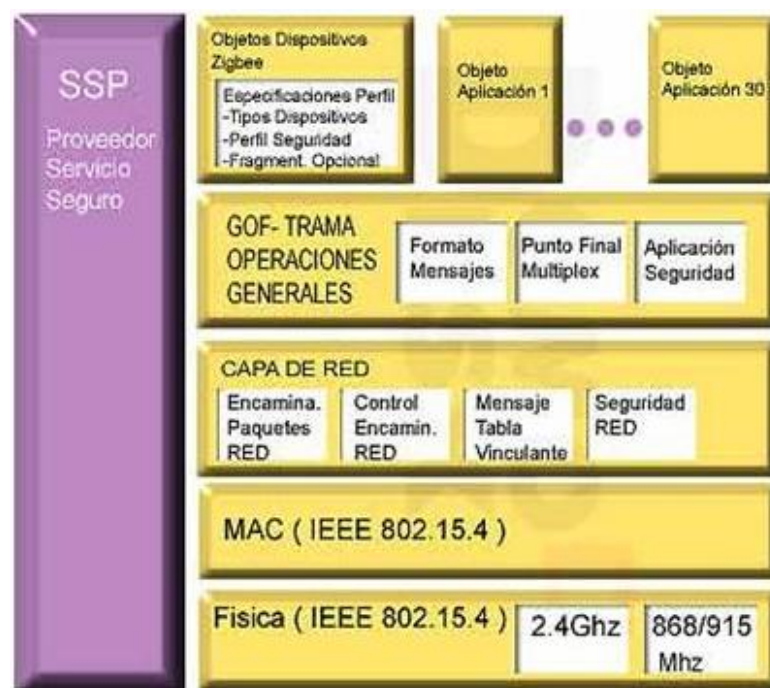 SSP
Proveedor
Servicio
Seguro
Objetos Dispositivos
Zigbee
Especificaciones Perfil
-Tipos Dispositivos
-Perfil Seguridad
-Fragment. Opcional
Objeto
Aplicación 1
Objeto
Aplicación 30
GOF- TRAMA
OPERACIONES
GENERALES
Formato
Mensajes
Punto Final
Multiplex
Aplicación
Seguridad
CAPA DE RED
Encamina.
Paquetes
RED
Control
Encamin.
RED
Mensaje
Tabla
Vinculante
Seguridad
RED
MAC ( IEEE 802.15.4 )
Fisica ( IEEE 802.15.4 )
2.4Ghz
868/915
Mhz